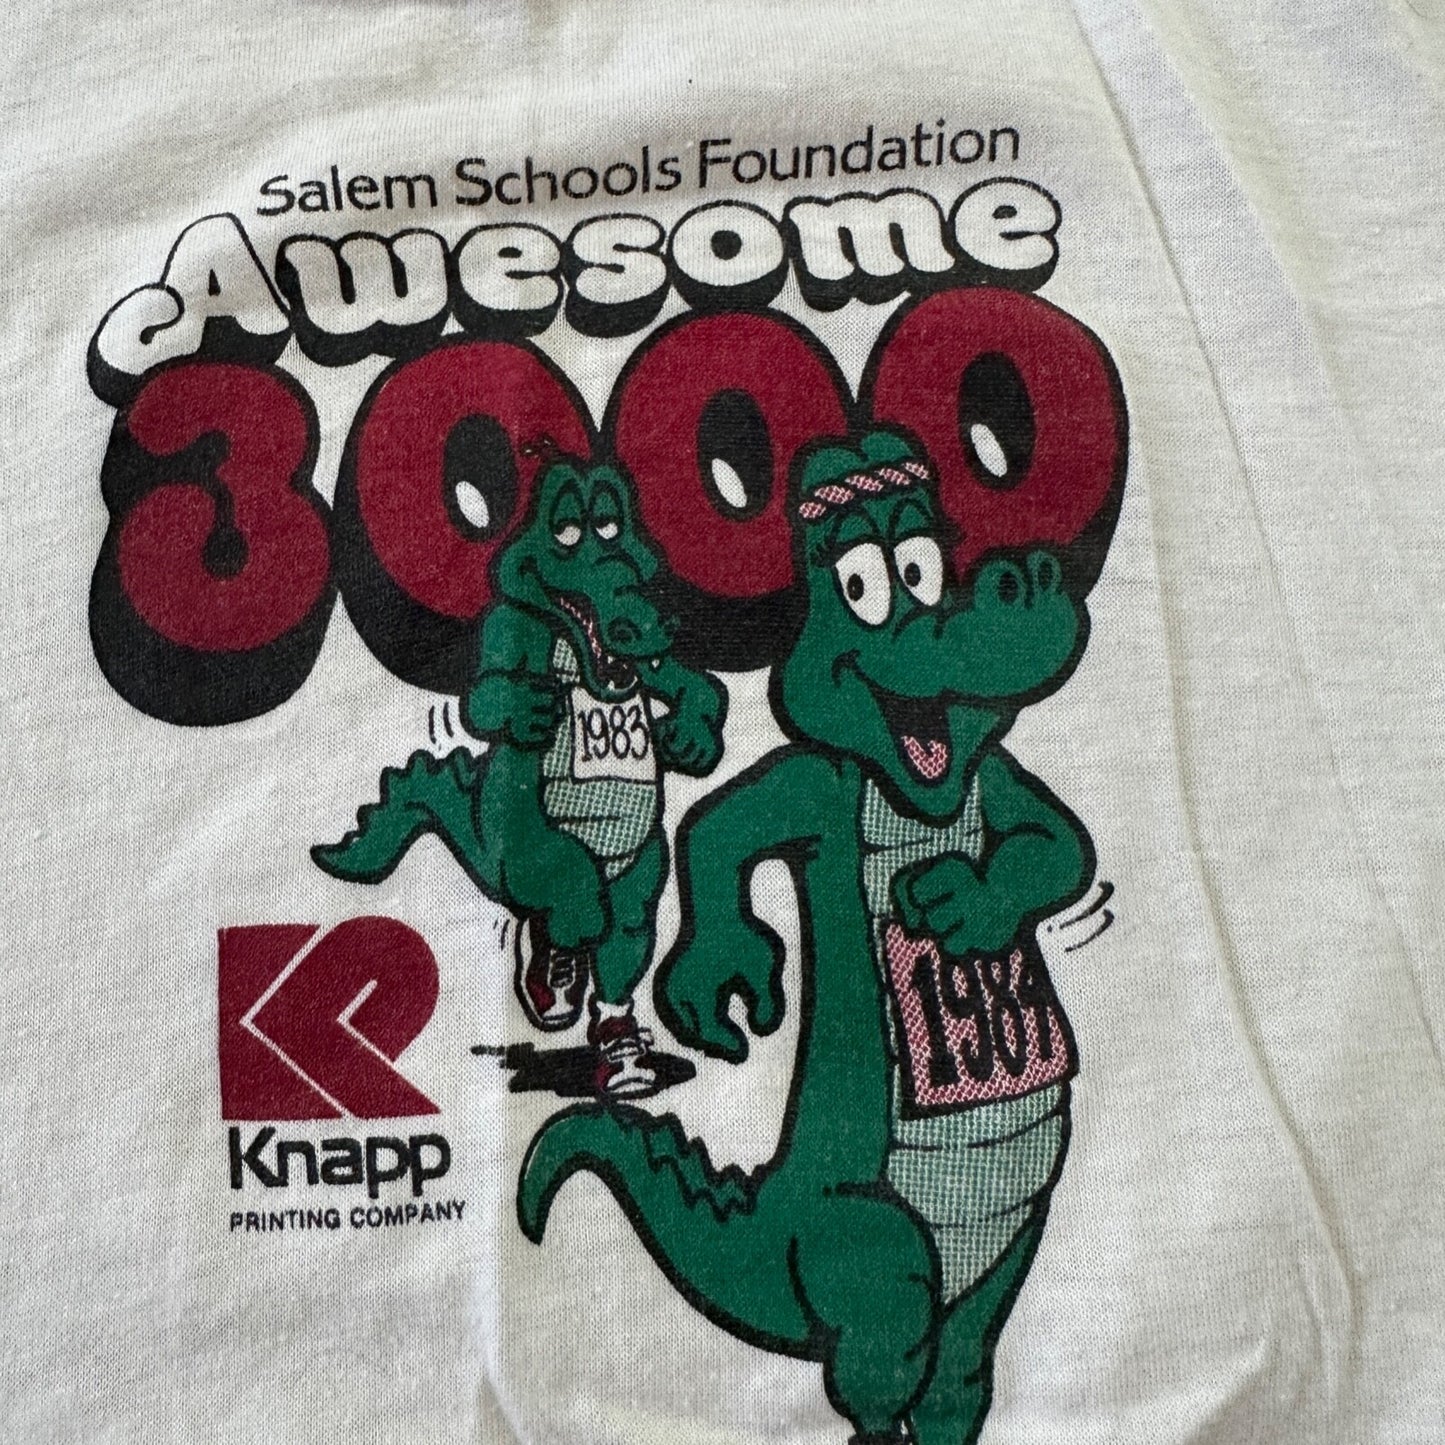 Salem Schools Foundation
Awesome
3000
1983
1984
Knapp
PRINTING COMPANY